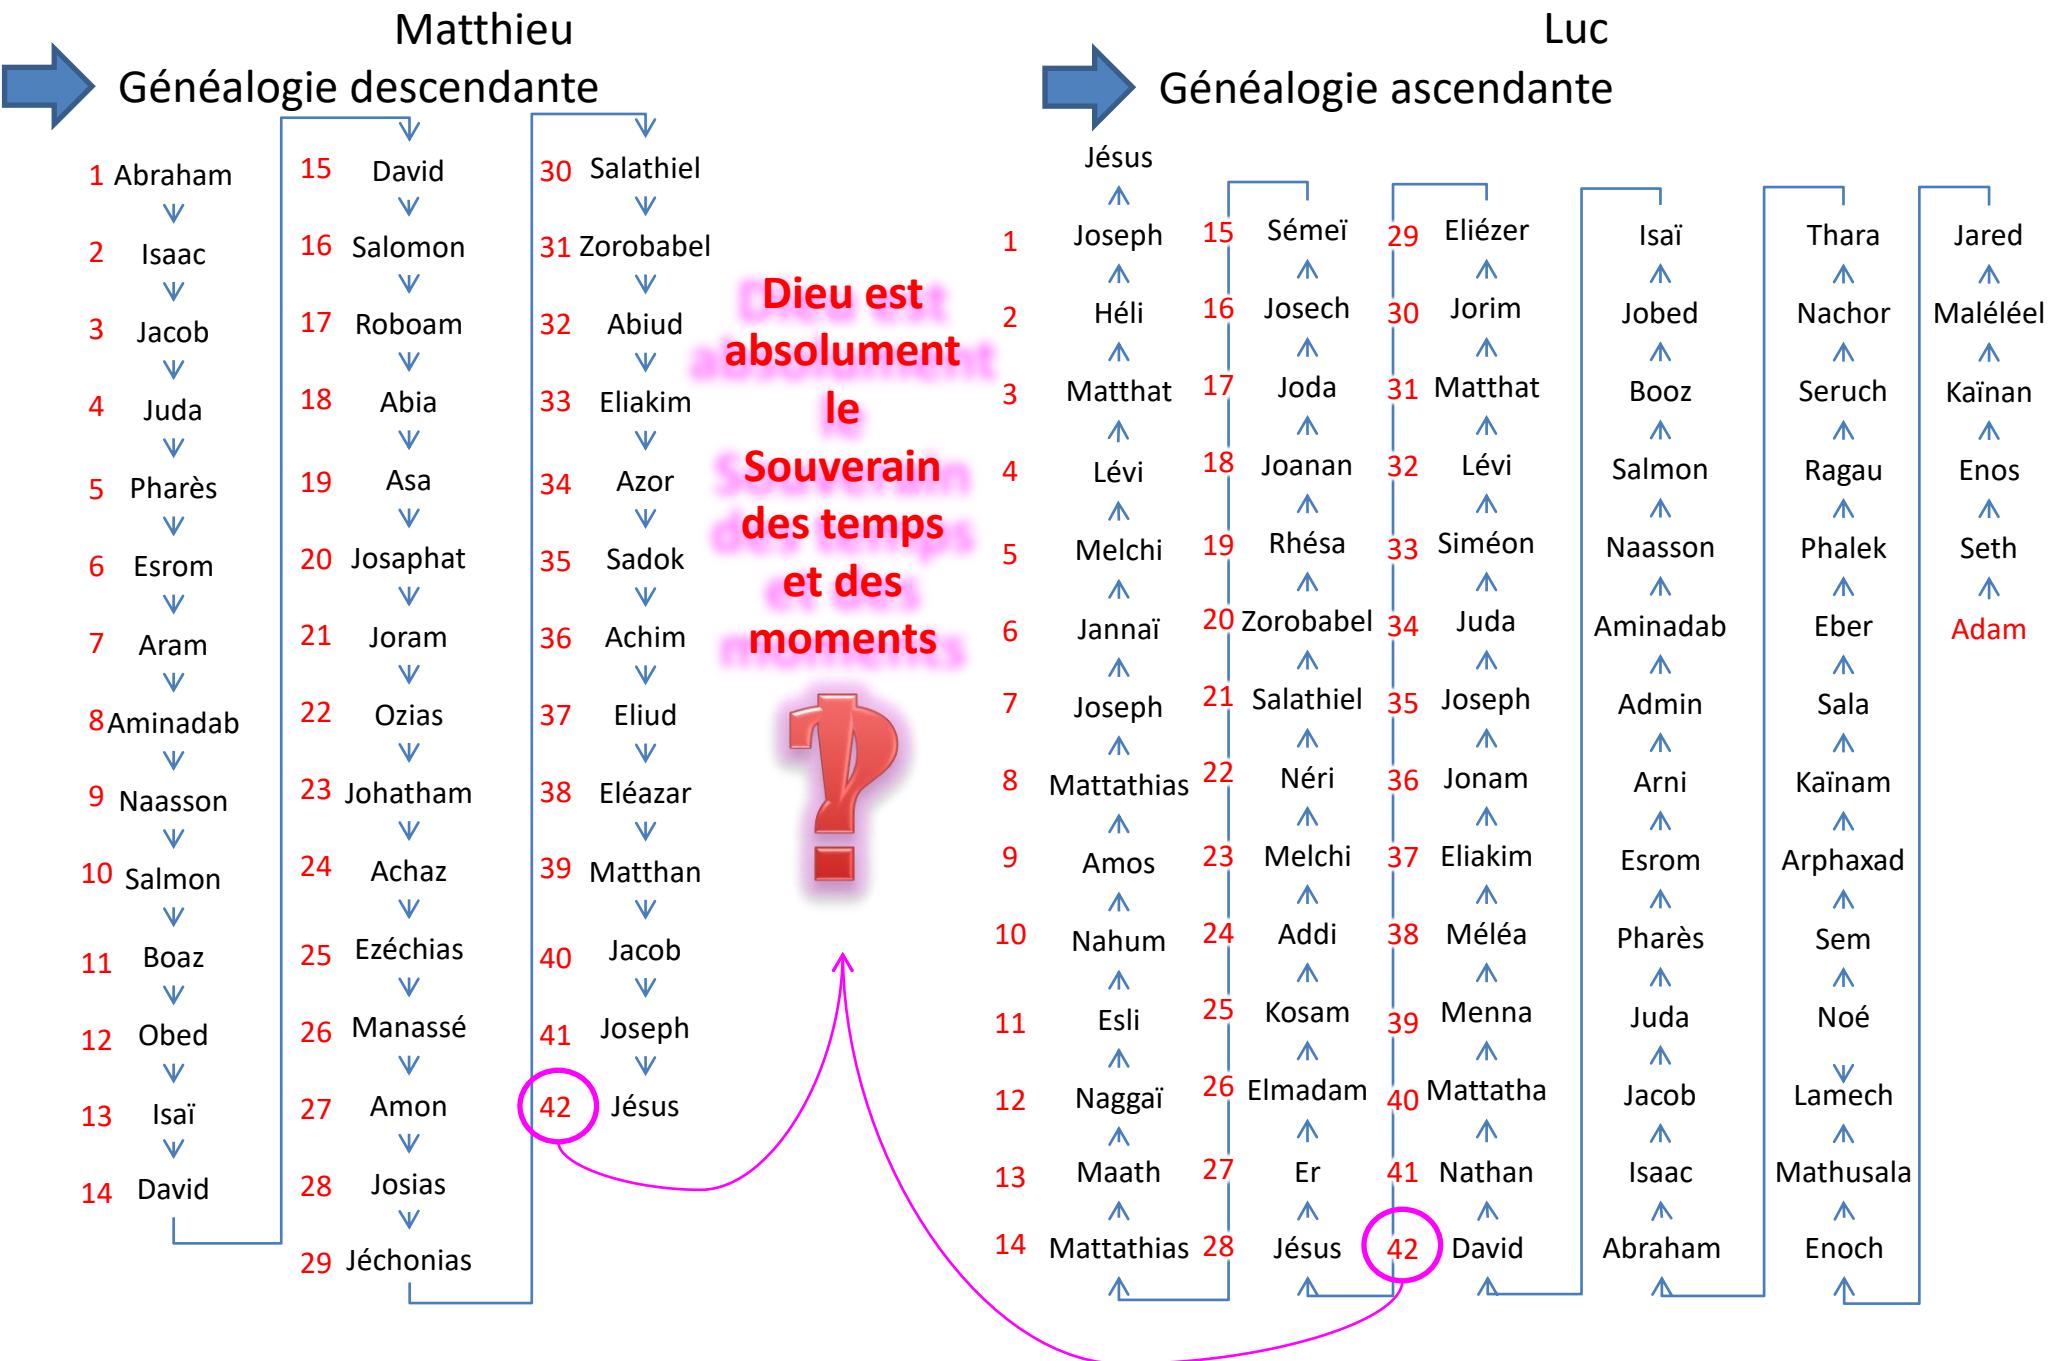 Matthieu
Généalogie descendante
1 Abraham
2 Isaac
3 Jacob
4 Juda
5 Pharès
6 Esrom
7 Aram
8 Aminadab
9 Naasson
10 Salmon
11 Boaz
12 Obed
13 Isaï
14 David
15 David
16 Salomon
17 Roboam
18 Abia
19 Asa
20 Josaphat
21 Joram
22 Ozias
23 Johatham
24 Achaz
25 Ezéchias
26 Manassé
27 Amon
28 Josias
29 Jéchonias
30 Salathiel
31 Zorobabel
32 Abiud
33 Eliakim
34 Azor
35 Sadok
36 Achim
37 Eliud
38 Eléazar
39 Matthan
40 Jacob
41 Joseph
42 Jésus
Dieu est
absolument
le
Souverain
des temps
et des
moments
?!
Luc
Généalogie ascendante
Jésus
1 Joseph
2 Héli
3 Matthat
4 Lévi
5 Melchi
6 Jannaï
7 Joseph
8 Mattathias
9 Amos
10 Nahum
11 Esli
12 Naggaï
13 Maath
14 Mattathias
15 Sémeï
16 Josech
17 Joda
18 Joanan
19 Rhésa
20 Zorobabel
21 Salathiel
22 Néri
23 Melchi
24 Addi
25 Kosam
26 Elmadam
27 Er
28 Jésus
29 Eliézer
30 Jorim
31 Matthat
32 Lévi
33 Siméon
34 Juda
35 Joseph
36 Jonam
37 Eliakim
38 Méléa
39 Menna
40 Mattatha
41 Nathan
42 David
Isaï
Jobed
Booz
Salmon
Naasson
Aminadab
Admin
Arni
Esrom
Pharès
Juda
Jacob
Isaac
Abraham
Thara
Nachor
Seruch
Ragau
Phalek
Eber
Sala
Kaïnam
Arphaxad
Sem
Noé
Lamech
Mathusala
Enoch
Jared
Maléléel
Kaïnan
Enos
Seth
Adam